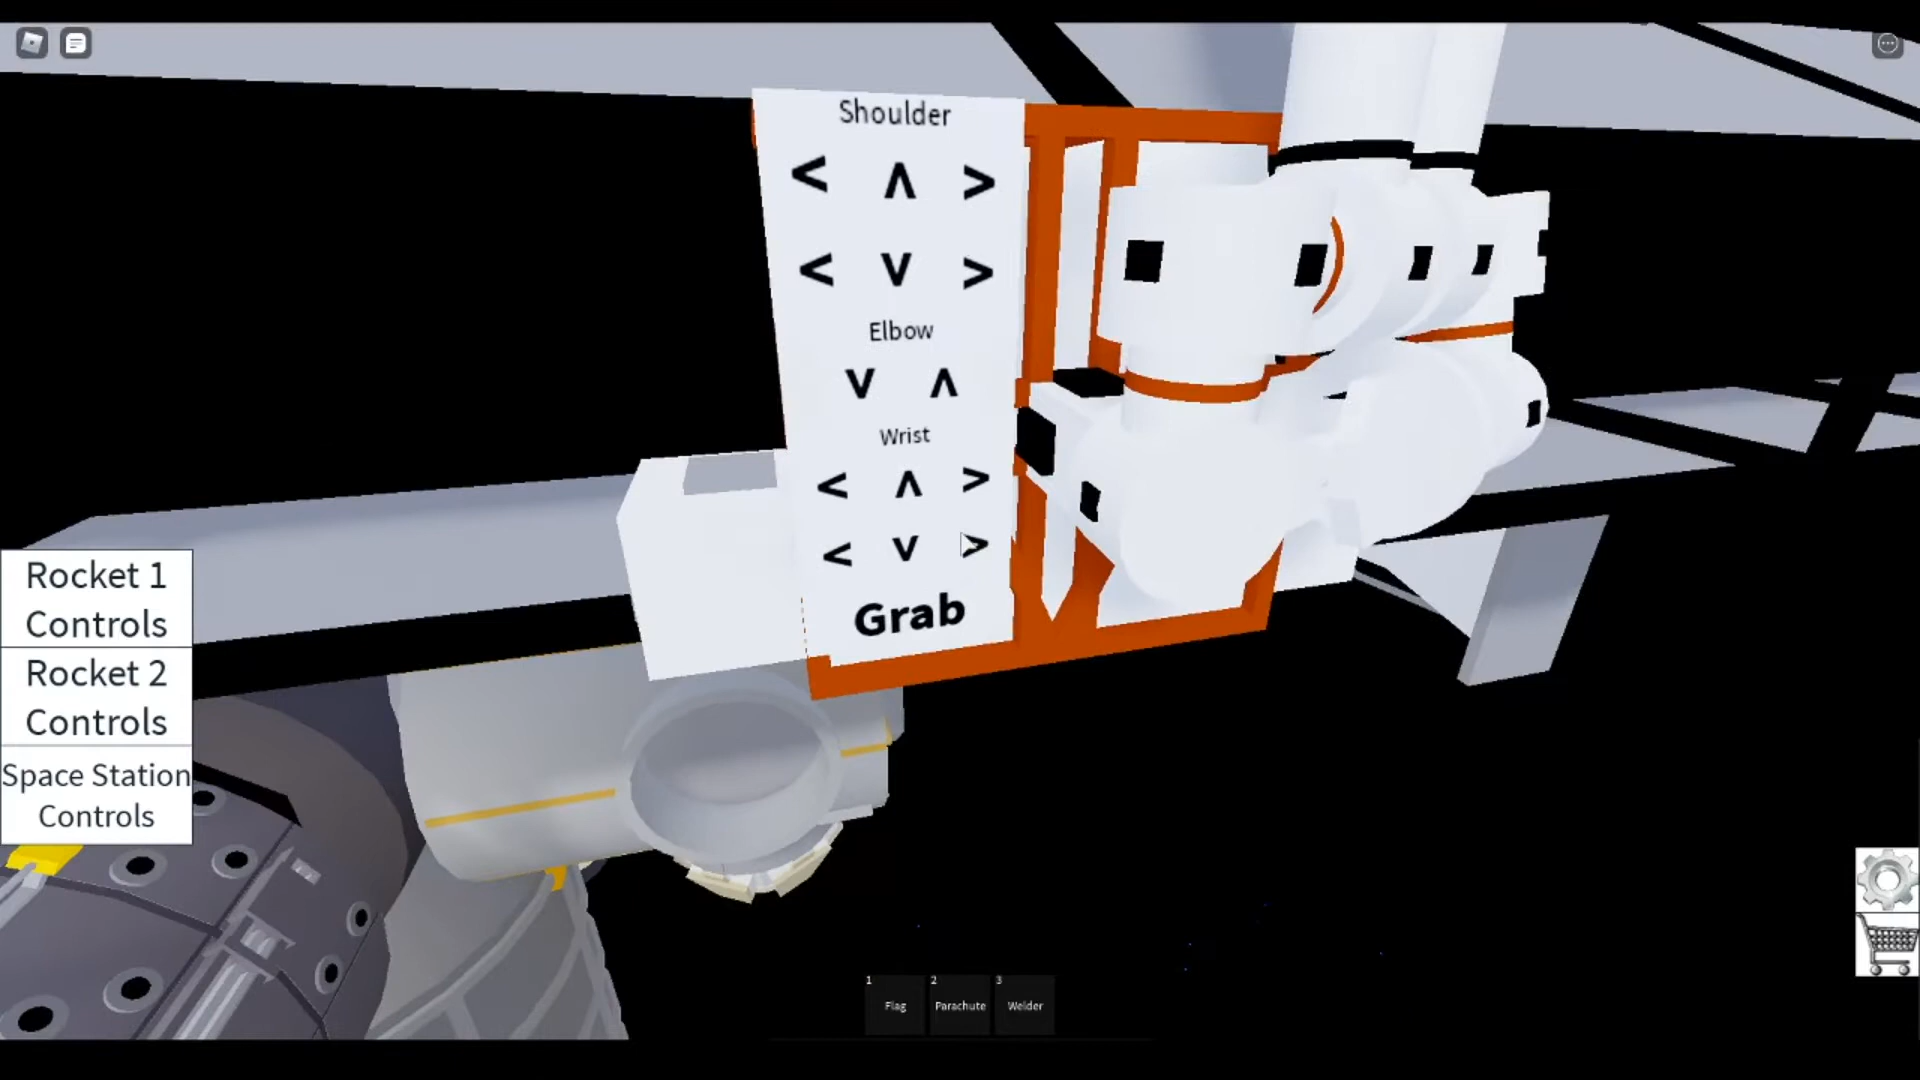 Shoulder
< ʌ >
< v >
Elbow
v ʌ
Wrist
< ʌ >
< v >
Grab
Rocket 1
Controls
Rocket 2
Controls
Space Station
Controls
1 2 3
Flag Parachute Welder